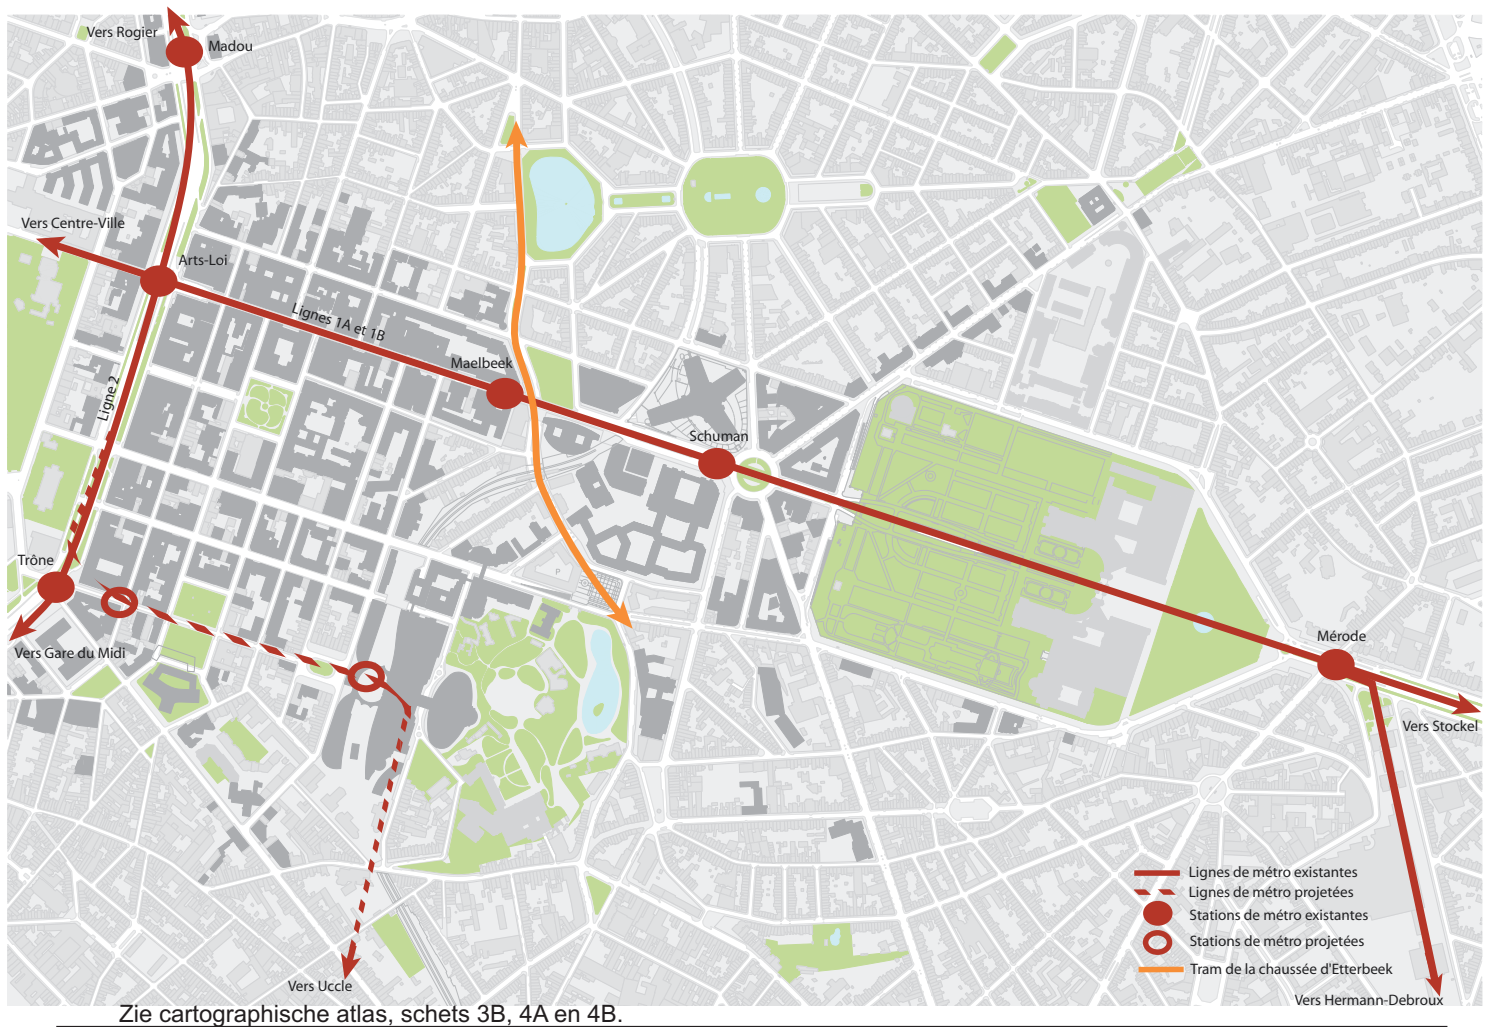 Vers Rogier
Madou
Vers Centre-Ville
Arts-Loi
Lignes 1A et 1B
Maelbeek
Ligne 2
Schuman
Trône
P
Vers Gare du Midi
Mérode
Vers Stockel
Lignes de métro existantes
Lignes de métro projetées
Stations de métro existantes
Stations de métro projetées
Tram de la chaussée d'Etterbeek
Vers Uccle
Vers Hermann-Debroux
Zie cartographische atlas, schets 3B, 4A en 4B.